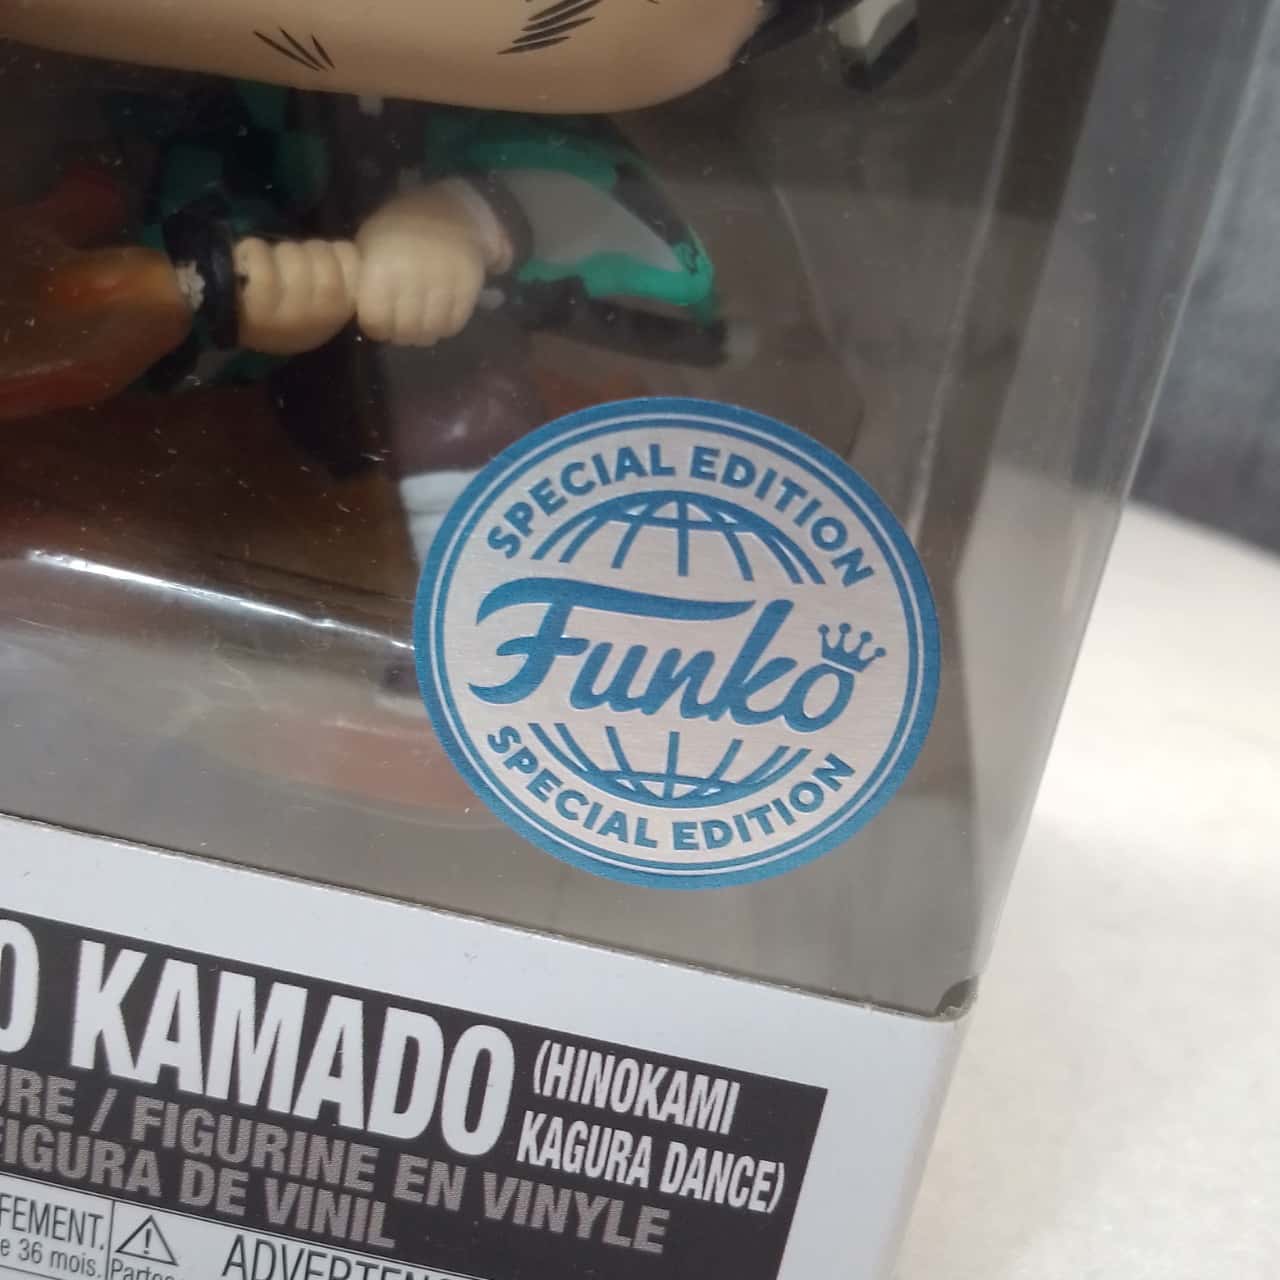 SPECIAL EDITION
Funko
SPECIAL EDITION
O KAMADO (HINOKAMI
KAGURA DANCE)
URE / FIGURINE EN VINYLE
FIGURA DE VINIL
FEMENT.
e 36 mois.